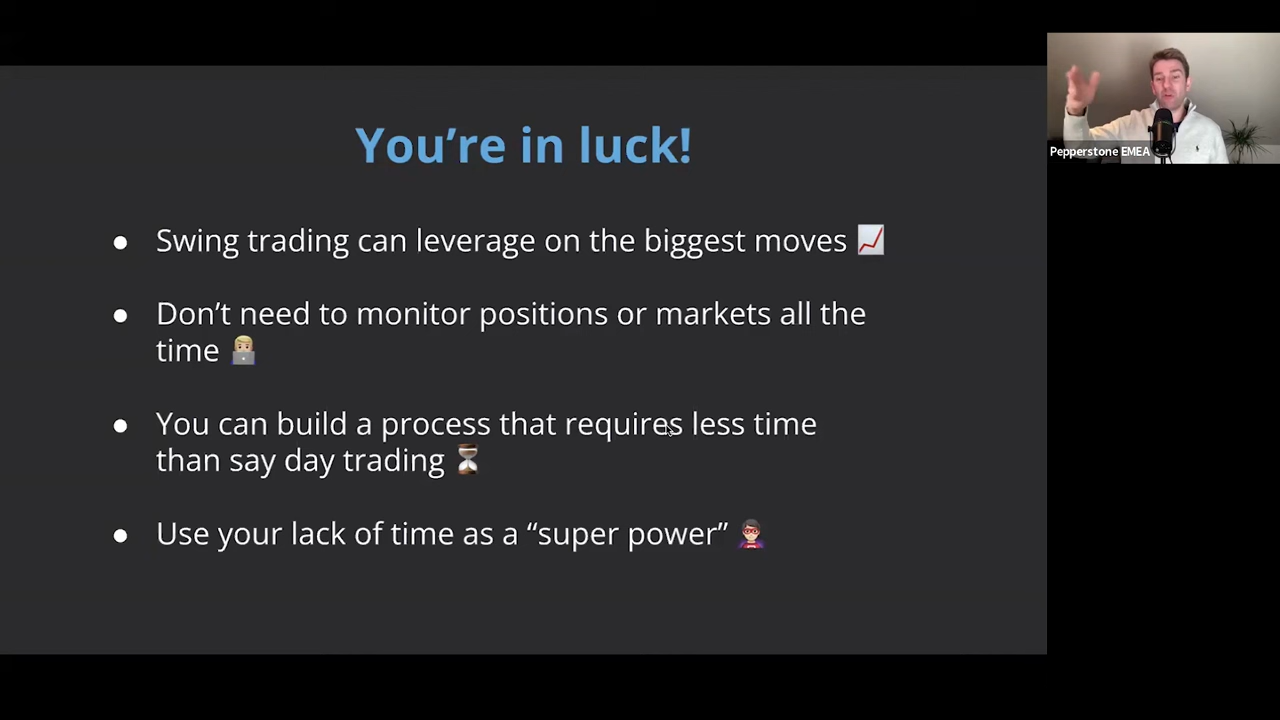 You’re in luck!
● Swing trading can leverage on the biggest moves 📈
● Don’t need to monitor positions or markets all the
time 🧑🏼‍💻
● You can build a process that requires less time
than say day trading ⏳
● Use your lack of time as a “super power” 🦸🏻
Pepperstone EMEA